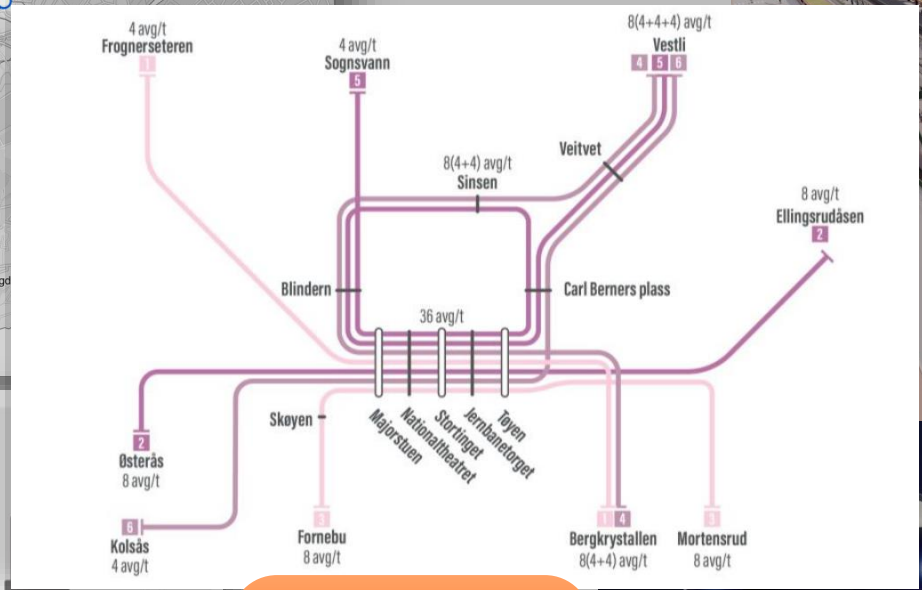 4 avg/t
Frognerseteren
1
4 avg/t
Sognsvann
5
8(4+4+4) avg/t
Vestli
4 5 6
Veitvet
8(4+4) avg/t
Sinsen
8 avg/t
Ellingsrudåsen
2
Blindern
Carl Berners plass
36 avg/t
Skøyen
Majorstuen
Nationaltheatret
Stortinget
Jernbanetorget
Tøyen
2
Østerås
8 avg/t
6
Kolsås
4 avg/t
3
Fornebu
8 avg/t
1 4
Bergkrystallen
8(4+4) avg/t
3
Mortensrud
8 avg/t